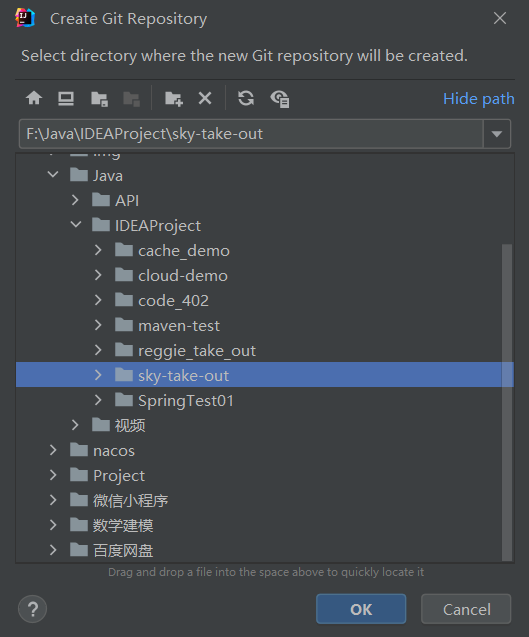 Create Git Repository
Select directory where the new Git repository will be created.
Hide path
F:\Java\IDEAProject\sky-take-out
Java
API
IDEAProject
cache_demo
cloud-demo
code_402
maven-test
reggie_take_out
sky-take-out
SpringTest01
视频
nacos
Project
微信小程序
数学建模
百度网盘
Drag and drop a file into the space above to quickly locate it
?
OK
Cancel